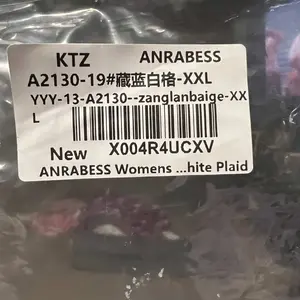 KTZ ANRABESS
A2130-19#藏蓝白格-XXL
YYY-13-A2130--zanglanbaige-XX
L
New X004R4UCXV
ANRABESS Womens ...hite Plaid